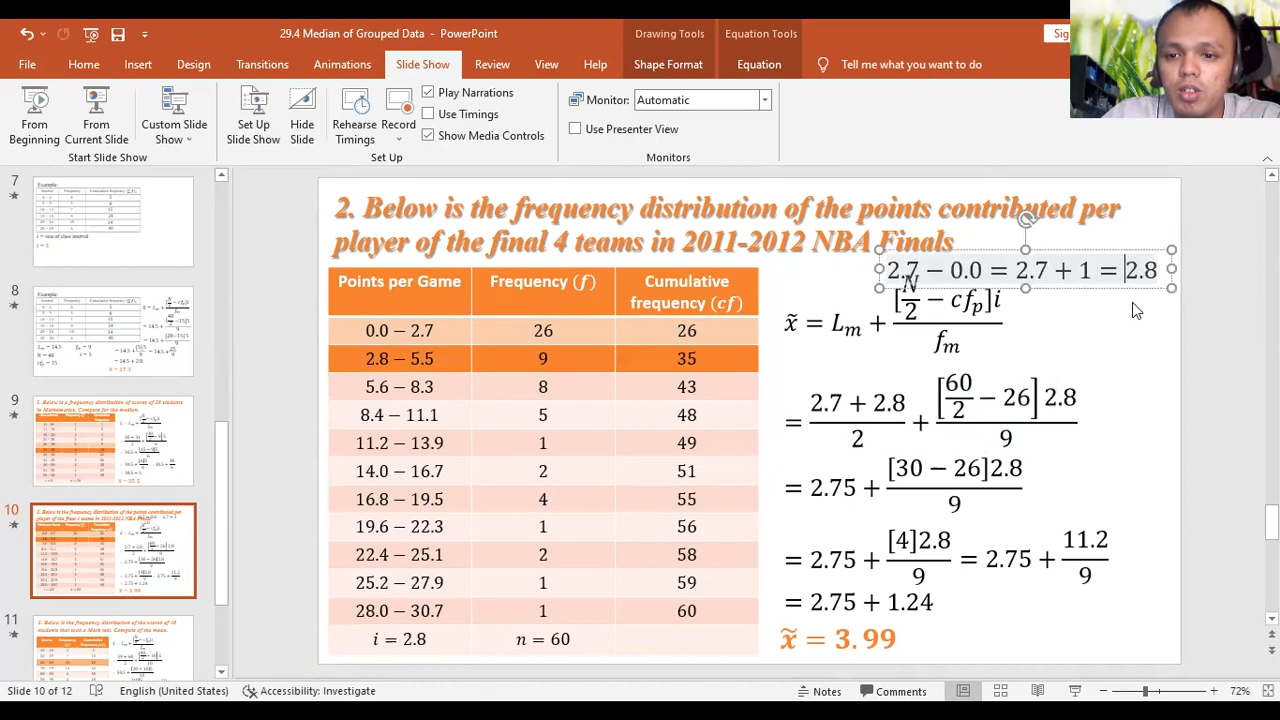 29.4 Median of Grouped Data - PowerPoint
Drawing Tools
Equation Tools
File Home Insert Design Transitions Animations Slide Show Review View Help Shape Format Equation Tell me what you want to do
From Beginning
From Current Slide
Custom Slide Show
Start Slide Show
Set Up Slide Show
Hide Slide
Rehearse Timings
Record
Play Narrations
Use Timings
Show Media Controls
Set Up
Monitor: Automatic
Use Presenter View
Monitors
7
8
9
10
11
2. Below is the frequency distribution of the points contributed per
player of the final 4 teams in 2011-2012 NBA Finals
2.7 − 0.0 = 2.7 + 1 = 2.8
Points per Game Frequency (f) Cumulative frequency (cf)
0.0 – 2.7 26 26
2.8 – 5.5 9 35
5.6 – 8.3 8 43
8.4 – 11.1 5 48
11.2 – 13.9 1 49
14.0 – 16.7 2 51
16.8 – 19.5 4 55
19.6 – 22.3 1 56
22.4 – 25.1 2 58
25.2 – 27.9 1 59
28.0 – 30.7 1 60
i = 2.8 n = 60
x̃ = Lm + [N/2 − cfp]i / fm
= (2.7 + 2.8)/2 + [60/2 − 26] 2.8 / 9
= 2.75 + [30 − 26]2.8 / 9
= 2.75 + [4]2.8 / 9 = 2.75 + 11.2/9
= 2.75 + 1.24
x̃ = 3.99
Slide 10 of 12 English (United States) Accessibility: Investigate Notes Comments 72%